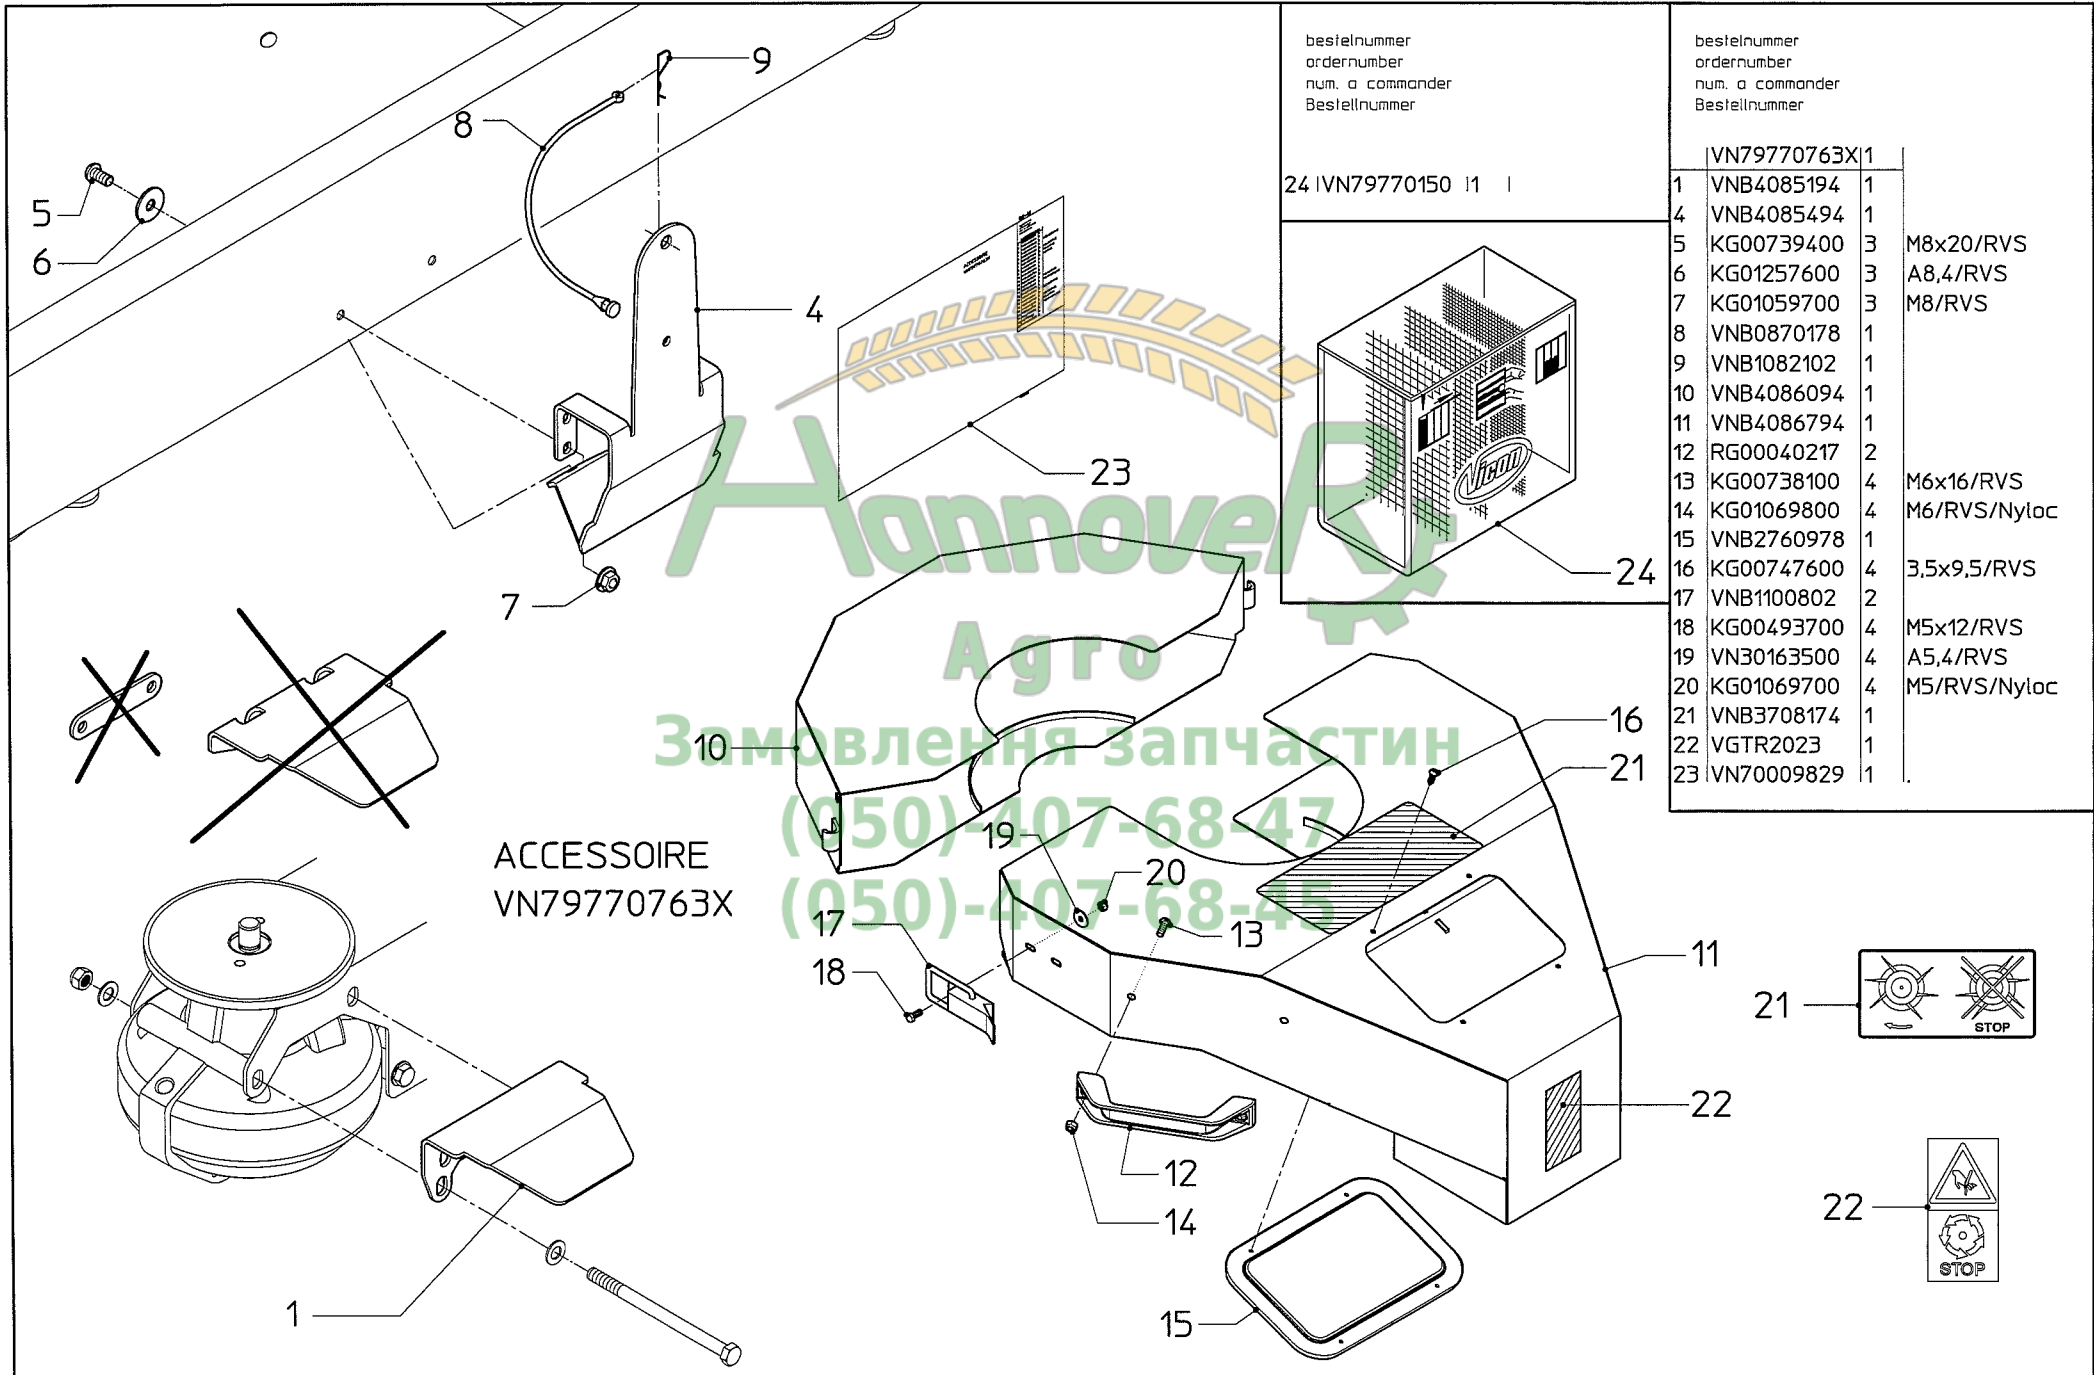 bestelnummer
ordernumber
num. a commander
Bestellnummer
24 VN79770150 1
bestelnummer
ordernumber
num. a commander
Bestellnummer
VN79770763X 1
1 VNB4085194 1
4 VNB4085494 1
5 KG00739400 3 M8x20/RVS
6 KG01257600 3 A8,4/RVS
7 KG01059700 3 M8/RVS
8 VNB0870178 1
9 VNB1082102 1
10 VNB4086094 1
11 VNB4086794 1
12 RG00040217 2
13 KG00738100 4 M6x16/RVS
14 KG01069800 4 M6/RVS/Nyloc
15 VNB2760978 1
16 KG00747600 4 3,5x9,5/RVS
17 VNB1100802 2
18 KG00493700 4 M5x12/RVS
19 VN30163500 4 A5,4/RVS
20 KG01069700 4 M5/RVS/Nyloc
21 VNB3708174 1
22 VGTR2023 1
23 VN70009829 1 .
9
8
5
6
4
23
7
Vicon
24
HannoveR
Agro
Замовлення запчастин
(050)-407-68-47
(050)-407-68-45
10
16
21
ACCESSOIRE
VN79770763X
19
20
17
13
18
11
21
STOP
22
12
14
22
STOP
1
15